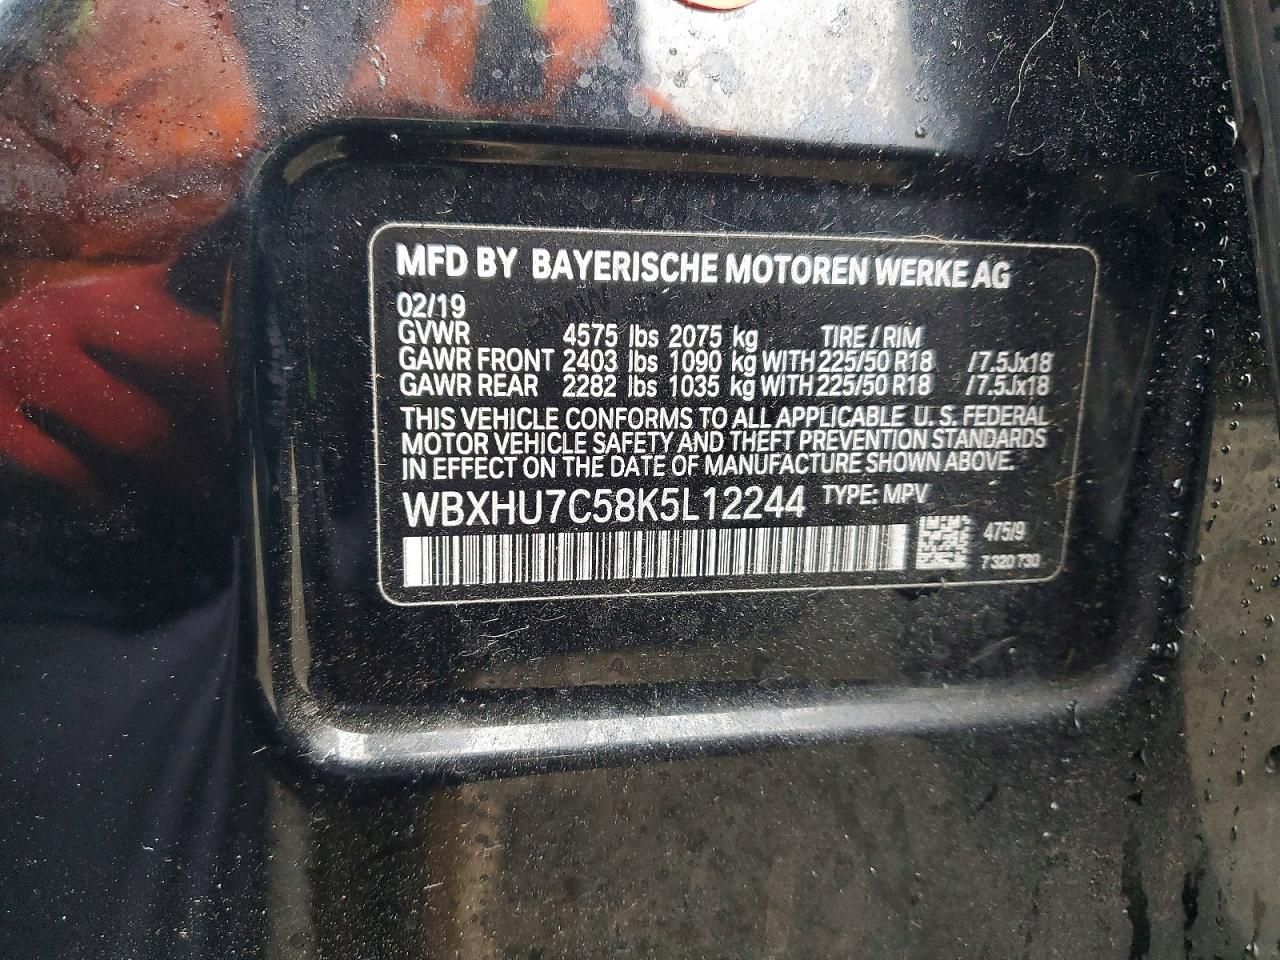 MFD BY BAYERISCHE MOTOREN WERKE AG
02/19
GVWR 4575 lbs 2075 kg TIRE / RIM
GAWR FRONT 2403 lbs 1090 kg WITH 225/50 R18 /7.5Jx18
GAWR REAR 2282 lbs 1035 kg WITH 225/50 R18 /7.5Jx18
THIS VEHICLE CONFORMS TO ALL APPLICABLE U. S. FEDERAL
MOTOR VEHICLE SAFETY AND THEFT PREVENTION STANDARDS
IN EFFECT ON THE DATE OF MANUFACTURE SHOWN ABOVE.
WBXHU7C58K5L12244 TYPE: MPV
475/9
7 320 730